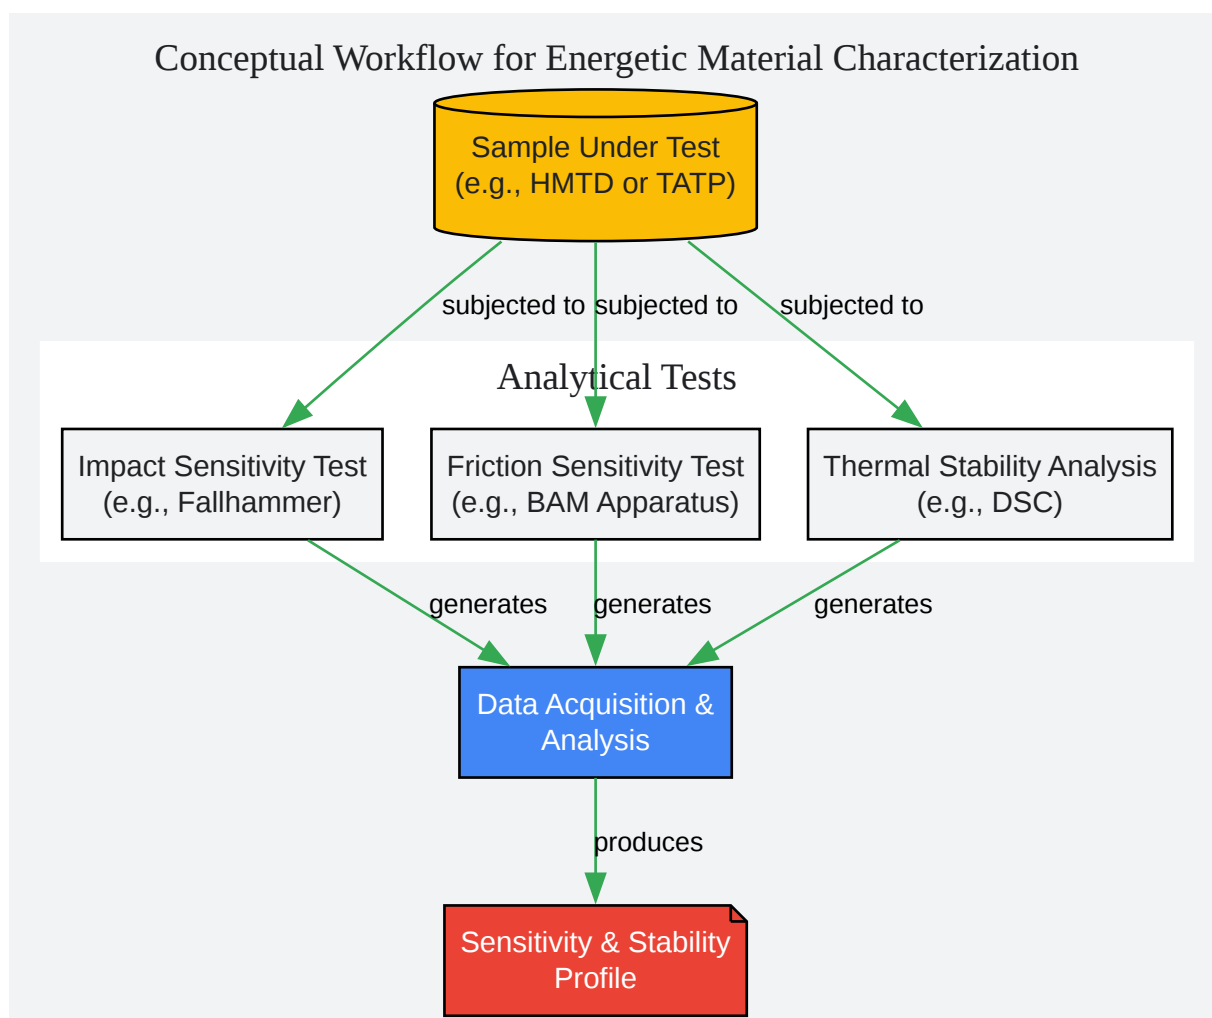 Conceptual Workflow for Energetic Material Characterization
Sample Under Test
(e.g., HMTD or TATP)
subjected to
subjected to
subjected to
Analytical Tests
Impact Sensitivity Test
(e.g., Fallhammer)
Friction Sensitivity Test
(e.g., BAM Apparatus)
Thermal Stability Analysis
(e.g., DSC)
generates
generates
generates
Data Acquisition &
Analysis
produces
Sensitivity & Stability
Profile